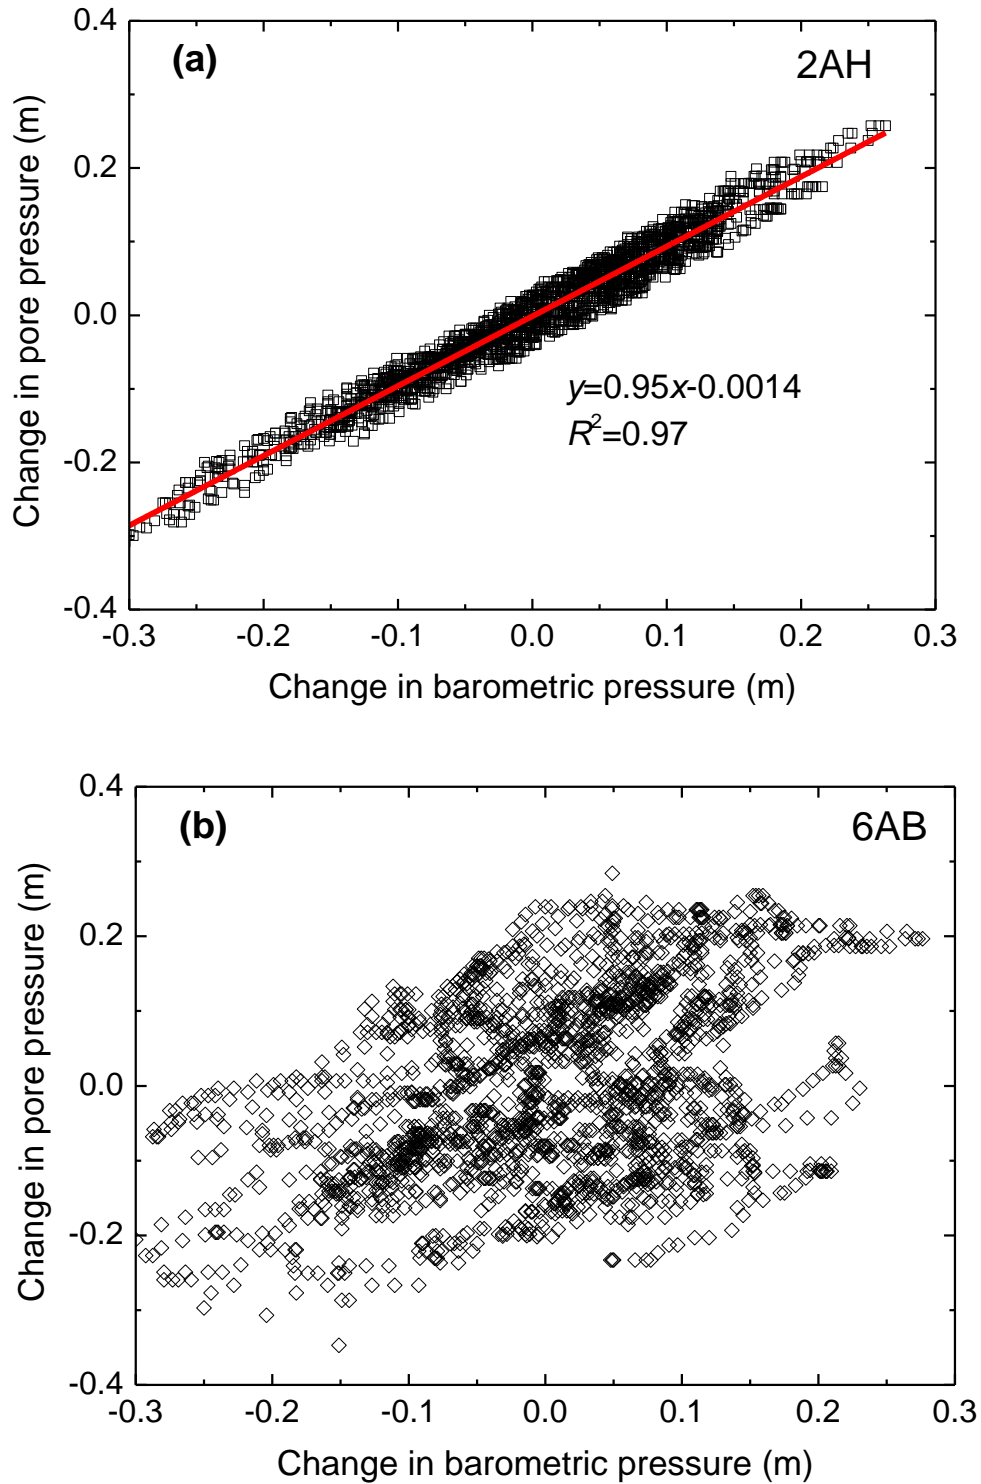 (a)
2AH
0.4
0.2
0.0
-0.2
-0.4
Change in pore pressure (m)
y=0.95x-0.0014
R²=0.97
-0.3 -0.2 -0.1 0.0 0.1 0.2 0.3
Change in barometric pressure (m)
(b)
6AB
0.4
0.2
0.0
-0.2
-0.4
Change in pore pressure (m)
-0.3 -0.2 -0.1 0.0 0.1 0.2 0.3
Change in barometric pressure (m)